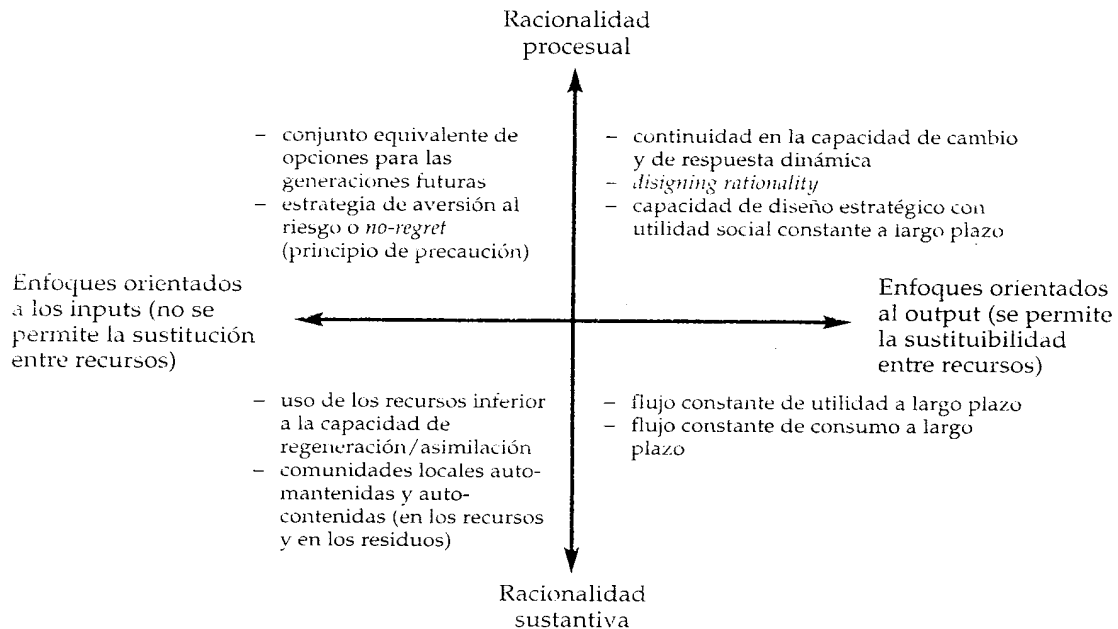 Racionalidad
procesual
– conjunto equivalente de
opciones para las
generaciones futuras
– estrategia de aversión al
riesgo o no-regret
(principio de precaución)
– continuidad en la capacidad de cambio
y de respuesta dinámica
– disigning rationality
– capacidad de diseño estratégico con
utilidad social constante a largo plazo
Enfoques orientados
a los inputs (no se
permite la sustitución
entre recursos)
Enfoques orientados
al output (se permite
la sustituibilidad
entre recursos)
– uso de los recursos inferior
a la capacidad de
regeneración/asimilación
– comunidades locales auto-
mantenidas y auto-
contenidas (en los recursos
y en los residuos)
– flujo constante de utilidad a largo plazo
– flujo constante de consumo a largo
plazo
Racionalidad
sustantiva